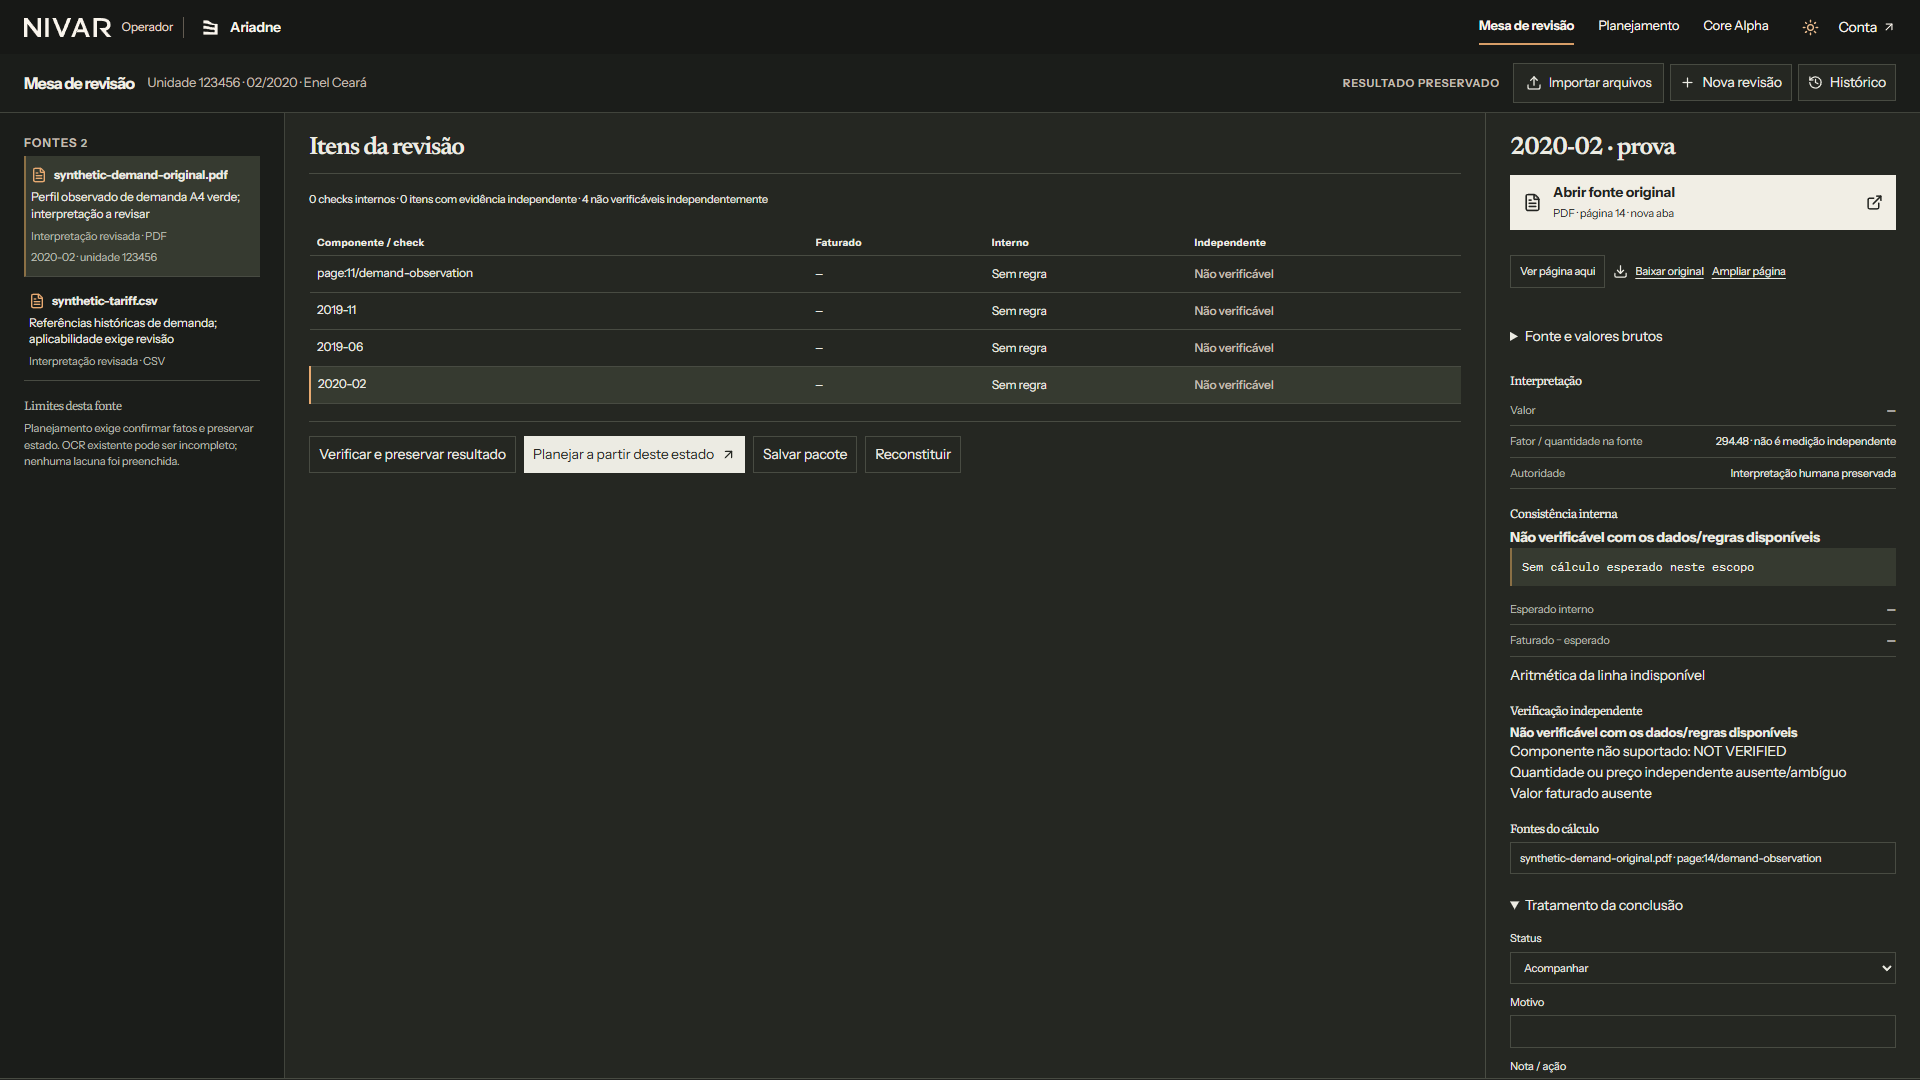 NIVAR Operador Ariadne
Mesa de revisão Planejamento Core Alpha Conta
Mesa de revisão Unidade 123456 · 02/2020 · Enel Ceará
RESULTADO PRESERVADO Importar arquivos Nova revisão Histórico
FONTES 2
synthetic-demand-original.pdf
Perfil observado de demanda A4 verde;
interpretação a revisar
Interpretação revisada · PDF
2020-02 · unidade 123456
synthetic-tariff.csv
Referências históricas de demanda;
aplicabilidade exige revisão
Interpretação revisada · CSV
Limites desta fonte
Planejamento exige confirmar fatos e preservar
estado. OCR existente pode ser incompleto;
nenhuma lacuna foi preenchida.
Itens da revisão
0 checks internos · 0 itens com evidência independente · 4 não verificáveis independentemente
Componente / check Faturado Interno Independente
page:11/demand-observation – Sem regra Não verificável
2019-11 – Sem regra Não verificável
2019-06 – Sem regra Não verificável
2020-02 – Sem regra Não verificável
Verificar e preservar resultado Planejar a partir deste estado Salvar pacote Reconstituir
2020-02 · prova
Abrir fonte original
PDF · página 14 · nova aba
Ver página aqui Baixar original Ampliar página
Fonte e valores brutos
Interpretação
Valor –
Fator / quantidade na fonte 294.48 · não é medição independente
Autoridade Interpretação humana preservada
Consistência interna
Não verificável com os dados/regras disponíveis
Sem cálculo esperado neste escopo
Esperado interno –
Faturado − esperado –
Aritmética da linha indisponível
Verificação independente
Não verificável com os dados/regras disponíveis
Componente não suportado: NOT VERIFIED
Quantidade ou preço independente ausente/ambíguo
Valor faturado ausente
Fontes do cálculo
synthetic-demand-original.pdf · page:14/demand-observation
Tratamento da conclusão
Status
Acompanhar
Motivo
Nota / ação